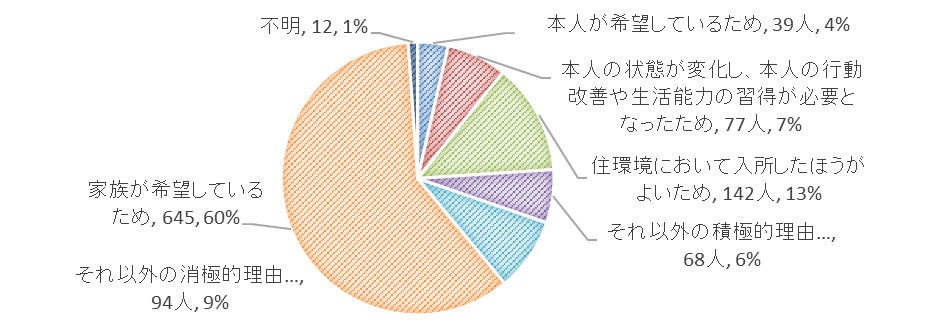 不明, 12, 1%
本人が希望しているため, 39人, 4%
本人の状態が変化し、本人の行動
改善や生活能力の習得が必要と
なったため, 77人, 7%
住環境において入所したほうが
よいため, 142人, 13%
それ以外の積極的理由…,
68人, 6%
それ以外の消極的理由…,
94人, 9%
家族が希望している
ため, 645, 60%